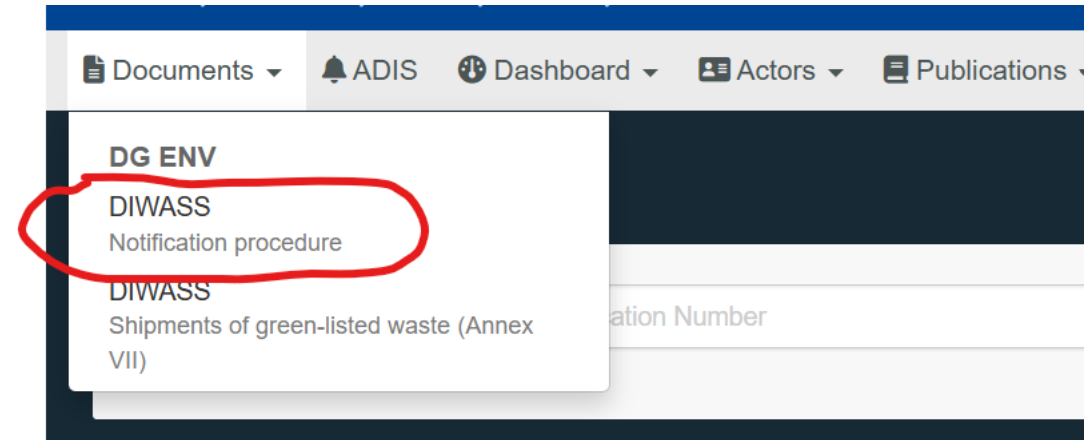 Documents ADIS Dashboard Actors Publications
DG ENV
DIWASS
Notification procedure
DIWASS
Shipments of green-listed waste (Annex
VII)
ation Number